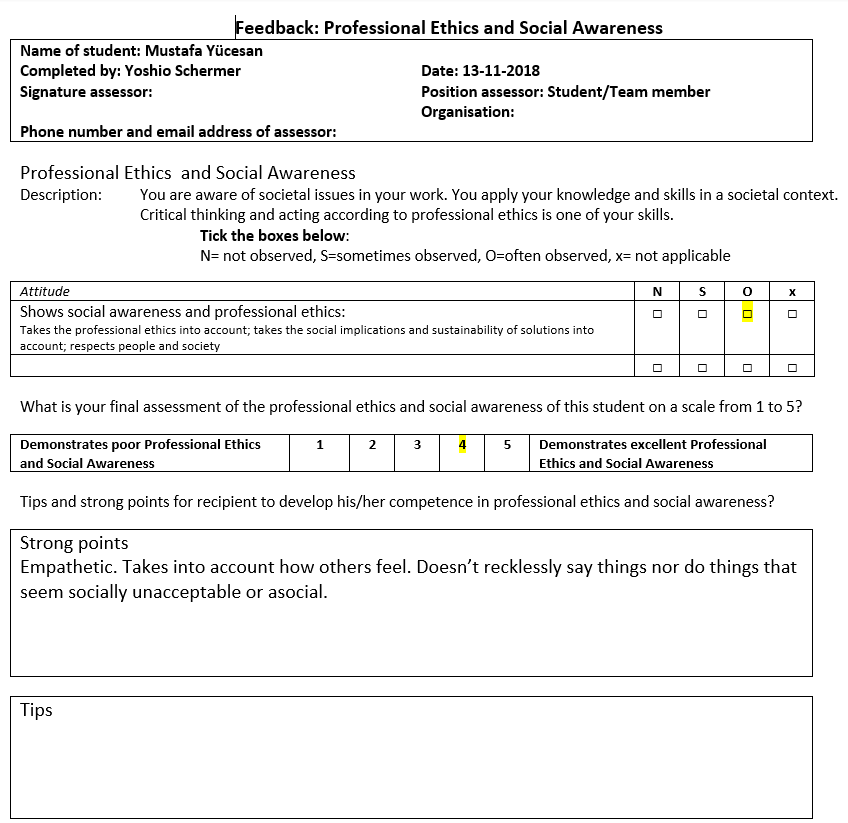 Feedback: Professional Ethics and Social Awareness
Name of student: Mustafa Yücesan
Completed by: Yoshio Schermer Date: 13-11-2018
Signature assessor: Position assessor: Student/Team member
Organisation:
Phone number and email address of assessor:
Professional Ethics and Social Awareness
Description: You are aware of societal issues in your work. You apply your knowledge and skills in a societal context.
Critical thinking and acting according to professional ethics is one of your skills.
Tick the boxes below:
N= not observed, S=sometimes observed, O=often observed, x= not applicable
Attitude N S O x
Shows social awareness and professional ethics: □ □ □ □
Takes the professional ethics into account; takes the social implications and sustainability of solutions into
account; respects people and society
□ □ □ □
What is your final assessment of the professional ethics and social awareness of this student on a scale from 1 to 5?
Demonstrates poor Professional Ethics 1 2 3 4 5 Demonstrates excellent Professional
and Social Awareness Ethics and Social Awareness
Tips and strong points for recipient to develop his/her competence in professional ethics and social awareness?
Strong points
Empathetic. Takes into account how others feel. Doesn’t recklessly say things nor do things that
seem socially unacceptable or asocial.
Tips